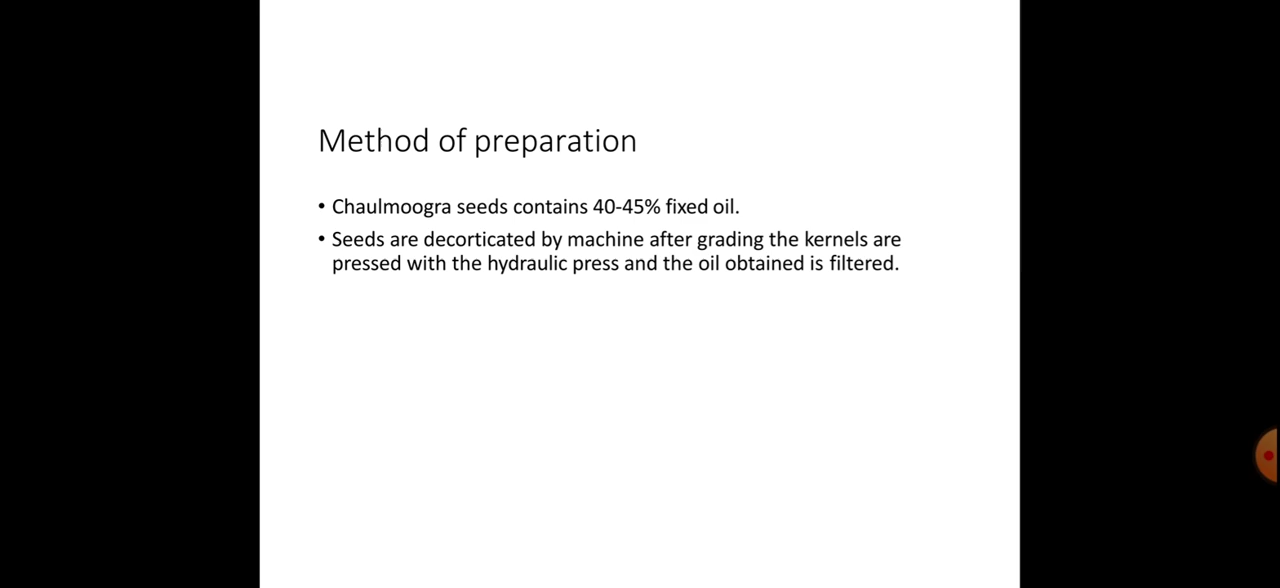 Method of preparation
• Chaulmoogra seeds contains 40-45% fixed oil.
• Seeds are decorticated by machine after grading the kernels are
pressed with the hydraulic press and the oil obtained is filtered.